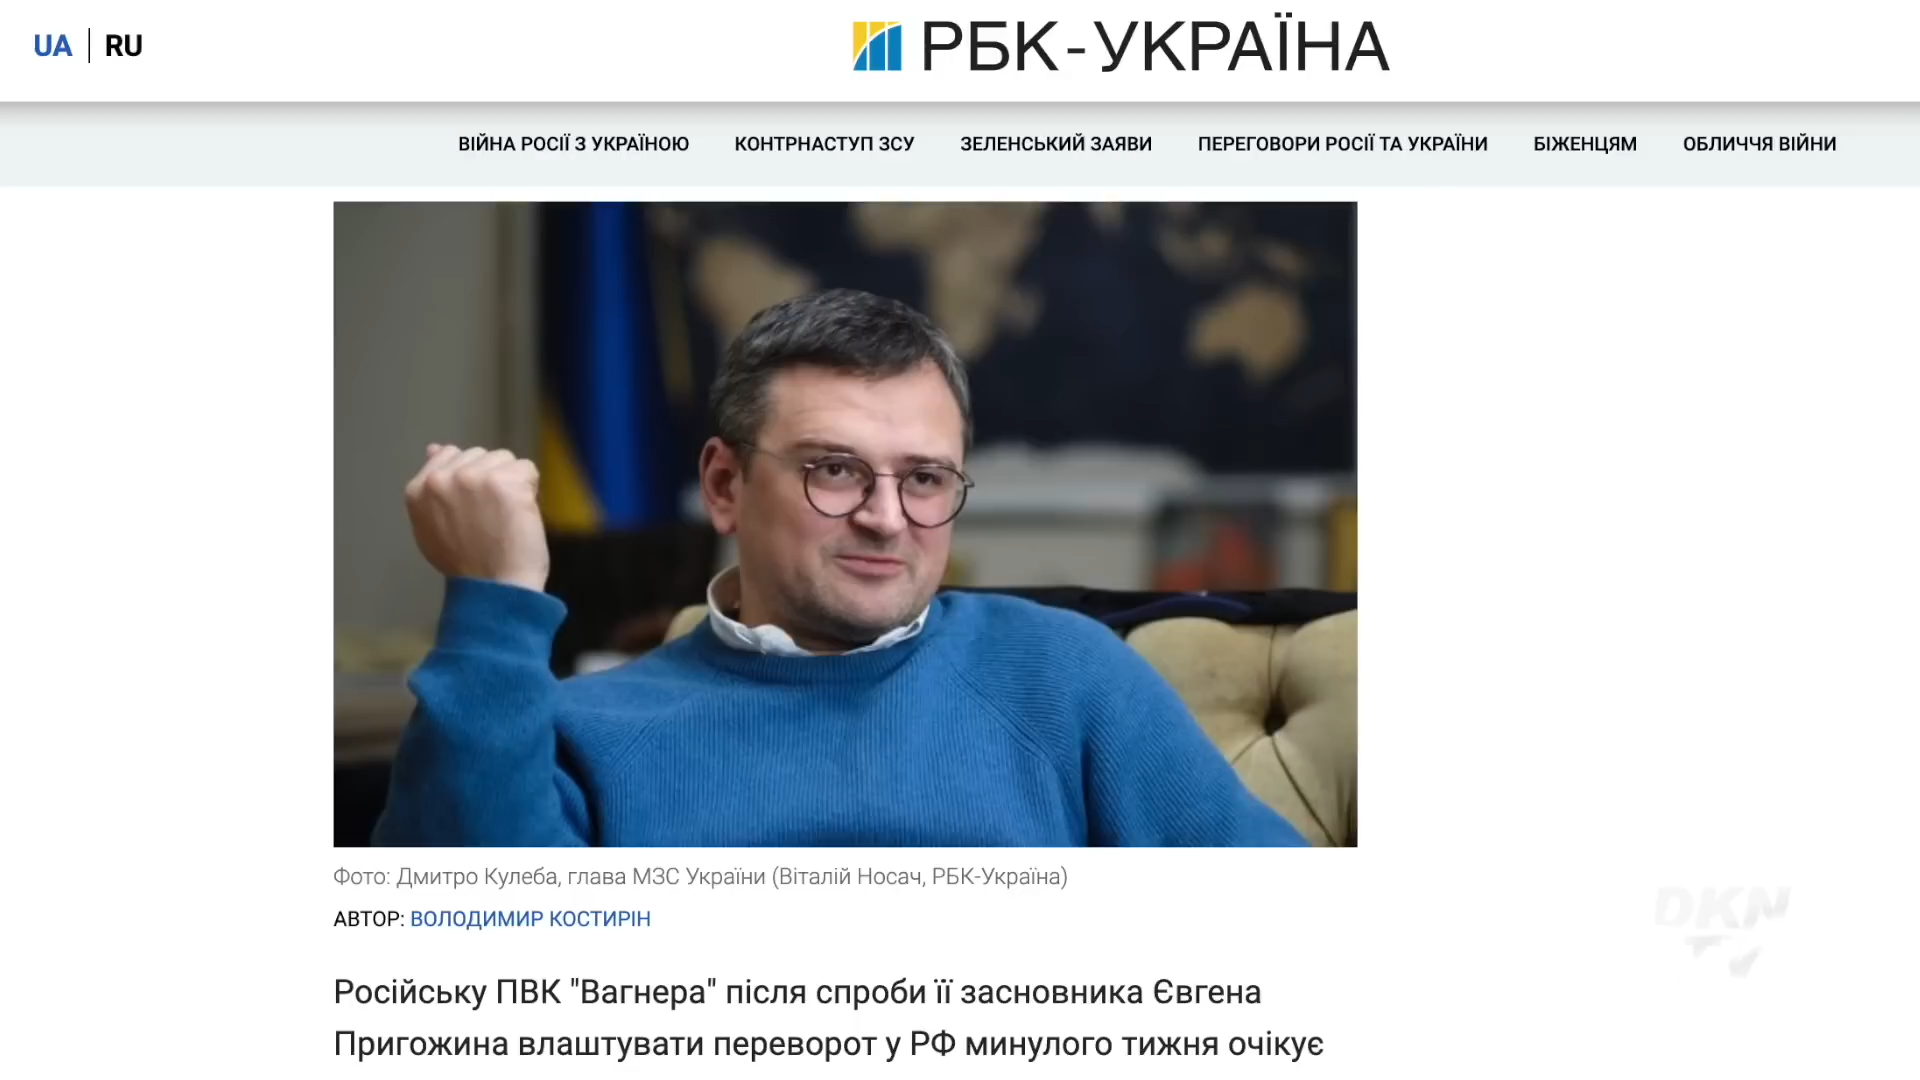 UA | RU
РБК-УКРАЇНА
ВІЙНА РОСІЇ З УКРАЇНОЮ КОНТРНАСТУП ЗСУ ЗЕЛЕНСЬКИЙ ЗАЯВИ ПЕРЕГОВОРИ РОСІЇ ТА УКРАЇНИ БІЖЕНЦЯМ ОБЛИЧЧЯ ВІЙНИ
Фото: Дмитро Кулеба, глава МЗС України (Віталій Носач, РБК-Україна)
АВТОР: ВОЛОДИМИР КОСТИРІН
DKN
TV
Російську ПВК "Вагнера" після спроби її засновника Євгена
Пригожина влаштувати переворот у РФ минулого тижня очікує